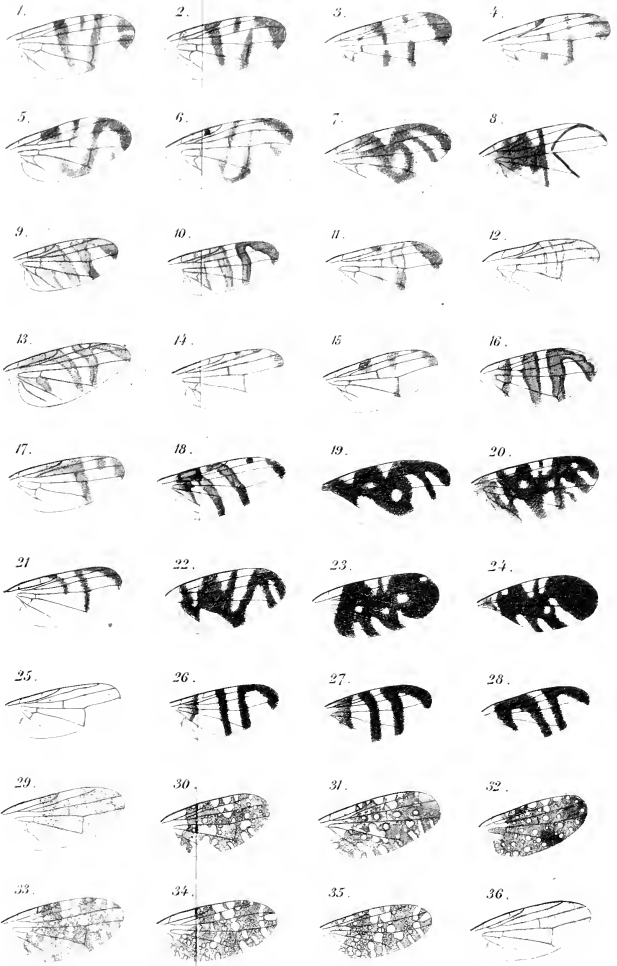 1. 2. 3. 4.
5. 6. 7. 8.
9. 10. 11. 12.
13. 14. 15. 16.
17. 18. 19. 20.
21 22. 23. 24.
25. 26. 27. 28.
29. 30. 31. 32.
33. 34. 35. 36.